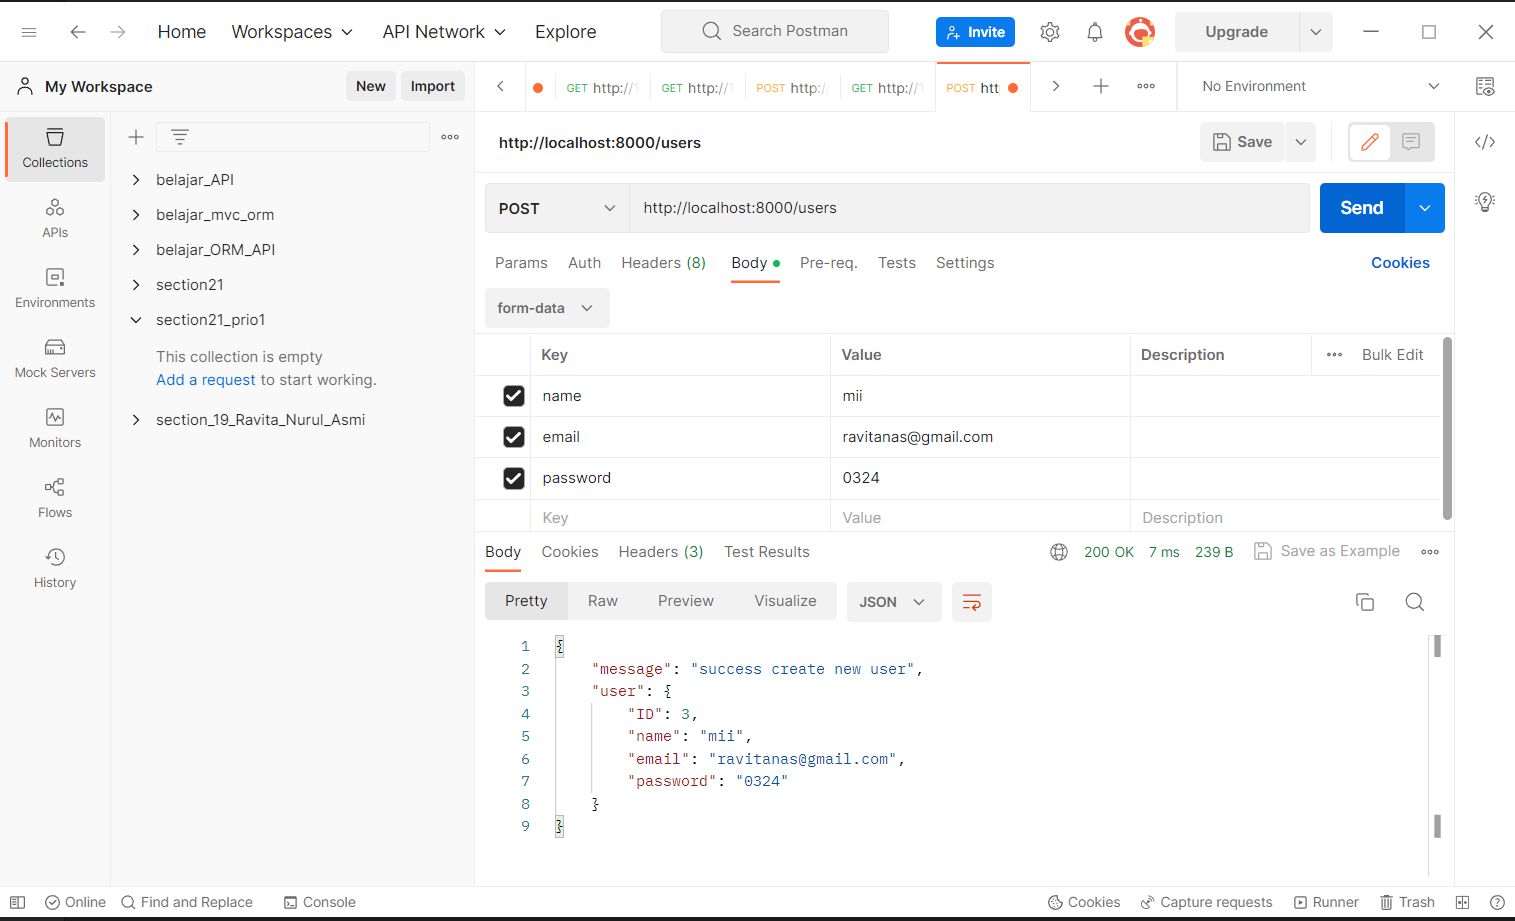 Home Workspaces API Network Explore Search Postman Invite Upgrade
My Workspace New Import GET http://1 GET http://1 POST http:/ GET http://1 POST htt No Environment
http://localhost:8000/users Save
Collections
APIs
Environments
Mock Servers
Monitors
Flows
History
belajar_API
belajar_mvc_orm
belajar_ORM_API
section21
section21_prio1
This collection is empty
Add a request to start working.
section_19_Ravita_Nurul_Asmi
POST http://localhost:8000/users Send
Params Auth Headers (8) Body Pre-req. Tests Settings Cookies
form-data
Key Value Description Bulk Edit
name mii
email ravitanas@gmail.com
password 0324
Key Value Description
Body Cookies Headers (3) Test Results 200 OK 7 ms 239 B Save as Example
Pretty Raw Preview Visualize JSON
1 {
2 "message": "success create new user",
3 "user": {
4 "ID": 3,
5 "name": "mii",
6 "email": "ravitanas@gmail.com",
7 "password": "0324"
8 }
9 }
Online Find and Replace Console Cookies Capture requests Runner Trash